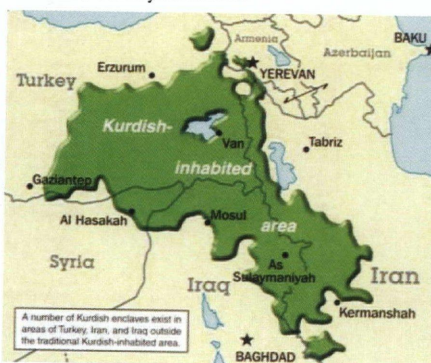 Armenia
BAKU
Azerbaijan
Erzurum
YEREVAN
Turkey
Kurdish-
Van
Tabriz
inhabited
Gaziantep
Al Hasakah
Mosul
area
As
Sulaymaniyah
Syria
Iraq
Iran
Kermanshah
A number of Kurdish enclaves exist in
areas of Turkey, Iran, and Iraq outside
the traditional Kurdish-inhabited area.
BAGHDAD